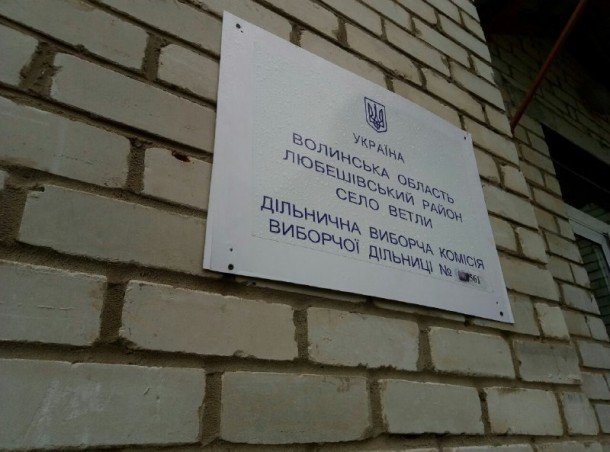 УКРАЇНА
ВОЛИНСЬКА ОБЛАСТЬ
ЛЮБЕШІВСЬКИЙ РАЙОН
СЕЛО ВЕТЛИ
ДІЛЬНИЧНА ВИБОРЧА КОМІСІЯ
ВИБОРЧОЇ ДІЛЬНИЦІ №